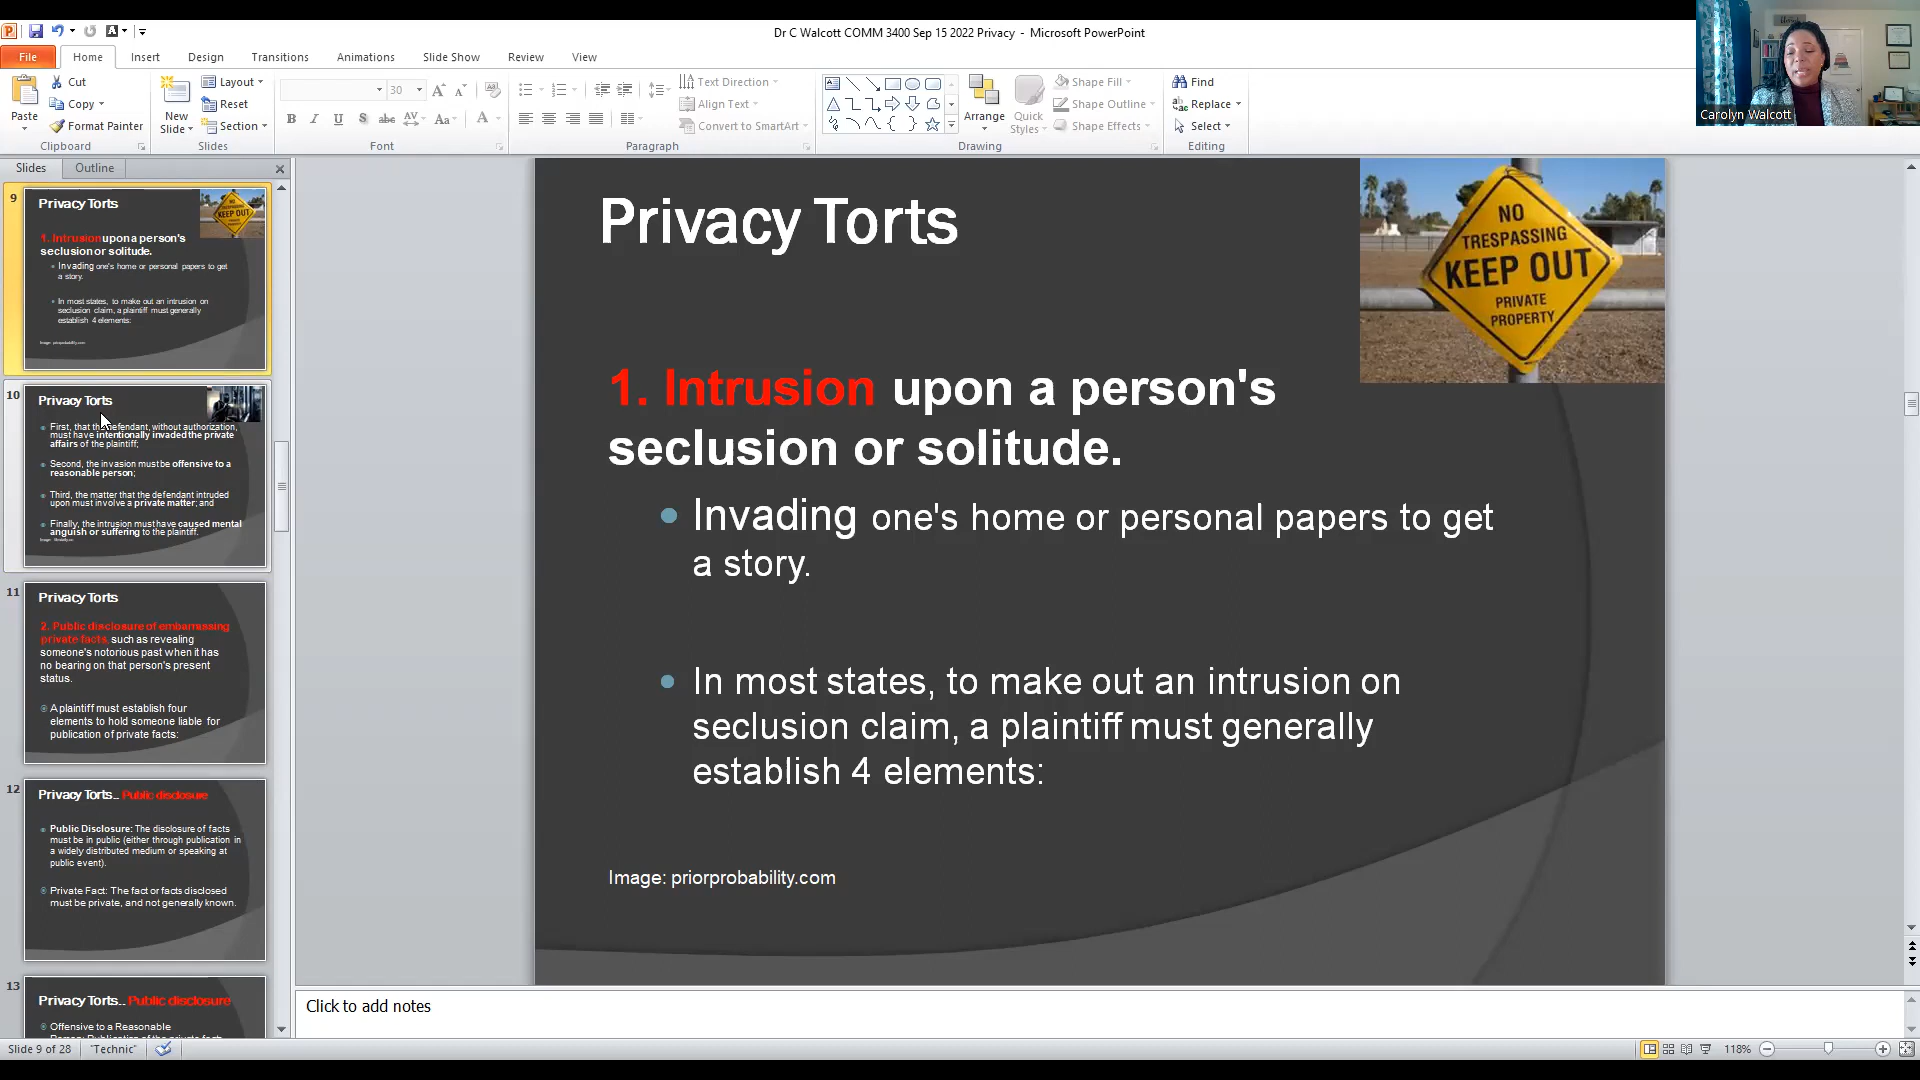 Dr C Walcott COMM 3400 Sep 15 2022 Privacy - Microsoft PowerPoint
File Home Insert Design Transitions Animations Slide Show Review View
Paste
Cut
Copy
Format Painter
Clipboard
New
Slide
Layout
Reset
Section
Slides
30
B I U S abc AV Aa A
Font
Text Direction
Align Text
Convert to SmartArt
Paragraph
Arrange
Quick
Styles
Shape Fill
Shape Outline
Shape Effects
Drawing
Find
Replace
Select
Editing
Carolyn Walcott
Slides Outline
9
Privacy Torts
NO
TRESPASSING
KEEP OUT
1. Intrusion upon a person's
seclusion or solitude.
Invading one's home or personal papers to get
a story.
In most states, to make out an intrusion on
seclusion claim, a plaintiff must generally
establish 4 elements:
Image: priorprobability.com
10
Privacy Torts
First, that the defendant, without authorization,
must have intentionally invaded the private
affairs of the plaintiff;
Second, the invasion must be offensive to a
reasonable person;
Third, the matter that the defendant intruded
upon must involve a private matter; and
Finally, the intrusion must have caused mental
anguish or suffering to the plaintiff.
11
Privacy Torts
2. Public disclosure of embarrassing
private facts, such as revealing
someone's notorious past when it has
no bearing on that person's present
status.
A plaintiff must establish four
elements to hold someone liable for
publication of private facts:
12
Privacy Torts.. Public disclosure
Public Disclosure: The disclosure of facts
must be in public (either through publication in
a widely distributed medium or speaking at
public event).
Private Fact: The fact or facts disclosed
must be private, and not generally known.
13
Privacy Torts.. Public disclosure
Offensive to a Reasonable
Privacy Torts
NO
TRESPASSING
KEEP OUT
PRIVATE
PROPERTY
1. Intrusion upon a person's
seclusion or solitude.
Invading one's home or personal papers to get
a story.
In most states, to make out an intrusion on
seclusion claim, a plaintiff must generally
establish 4 elements:
Image: priorprobability.com
Click to add notes
Slide 9 of 28 "Technic" 118%